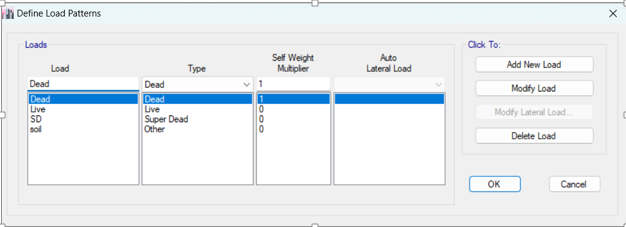 Define Load Patterns
Loads
Click To:
Load Type Self Weight Multiplier Auto Lateral Load
Dead Dead 1
Dead Dead 1
Live Live 0
SD Super Dead 0
soil Other 0
Add New Load
Modify Load
Modify Lateral Load...
Delete Load
OK Cancel